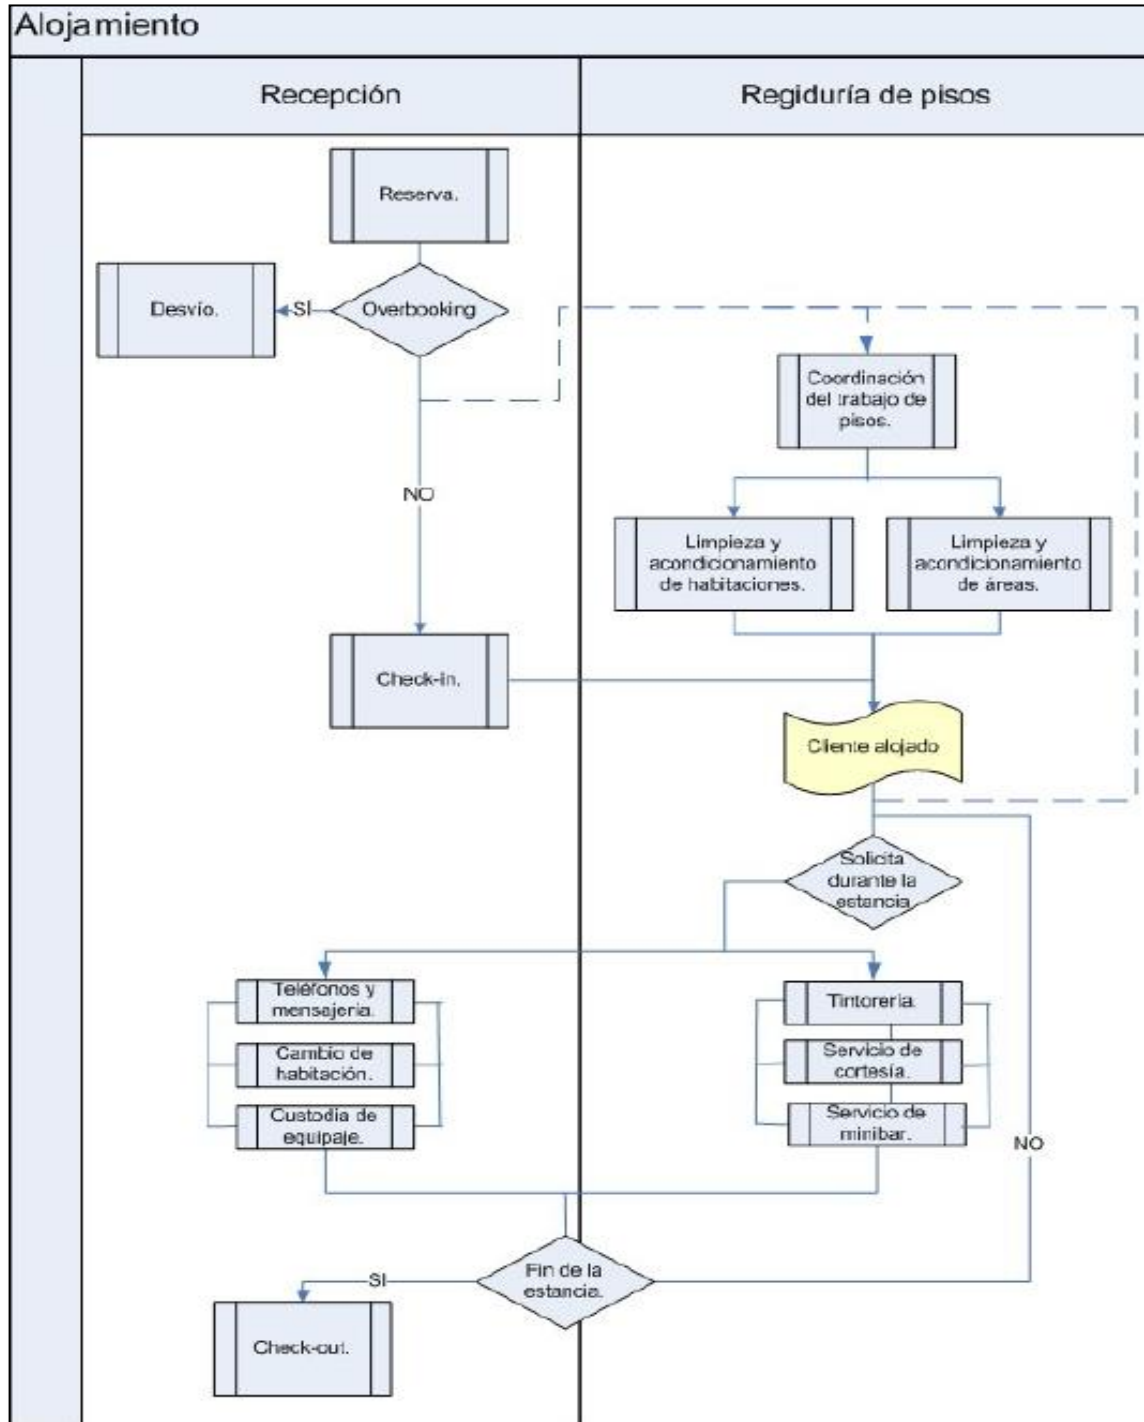 Alojamiento
Recepción
Regiduría de pisos
Reserva.
Desvío.
SI
Overbooking
Coordinación
del trabajo de
pisos.
NO
Limpieza y
acondicionamiento
de habitaciones.
Limpieza y
acondicionamiento
de áreas.
Check-in.
Cliente alojado
Solicita
durante la
estancia
Teléfonos y
mensajería.
Cambio de
habitación.
Custodia de
equipaje.
Tintorería.
Servicio de
cortesía.
Servicio de
minibar.
NO
Fin de la
estancia.
SI
Check-out.